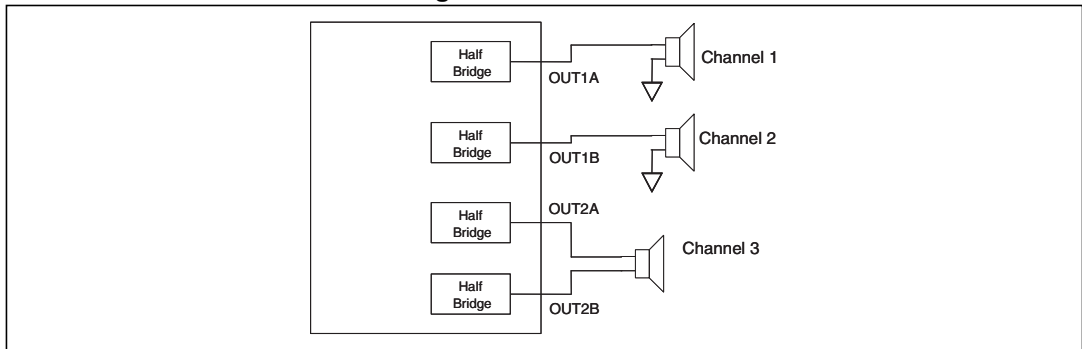 Half
Bridge
OUT1A
Channel 1
Half
Bridge
OUT1B
Channel 2
OUT2A
Half
Bridge
Channel 3
Half
Bridge
OUT2B